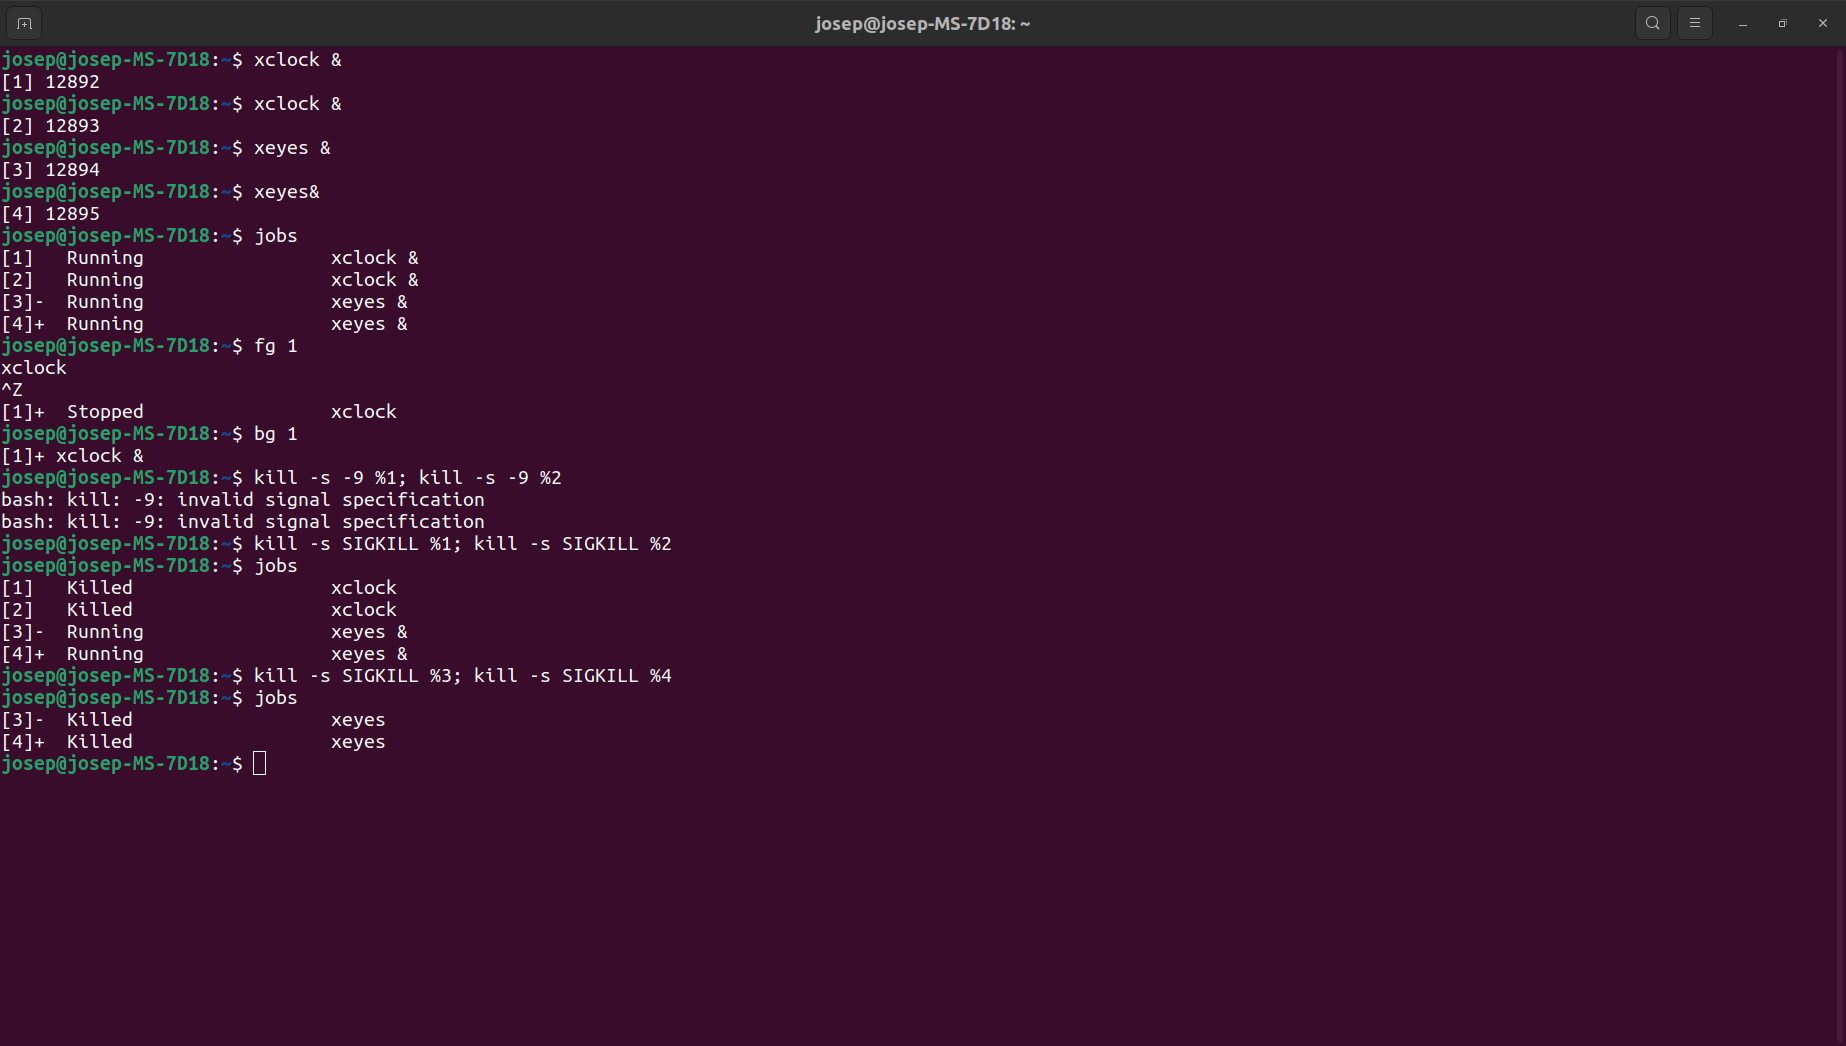 josep@josep-MS-7D18: ~
josep@josep-MS-7D18:~$ xclock &
[1] 12892
josep@josep-MS-7D18:~$ xclock &
[2] 12893
josep@josep-MS-7D18:~$ xeyes &
[3] 12894
josep@josep-MS-7D18:~$ xeyes&
[4] 12895
josep@josep-MS-7D18:~$ jobs
[1]   Running                 xclock &
[2]   Running                 xclock &
[3]-  Running                 xeyes &
[4]+  Running                 xeyes &
josep@josep-MS-7D18:~$ fg 1
xclock
^Z
[1]+  Stopped                 xclock
josep@josep-MS-7D18:~$ bg 1
[1]+ xclock &
josep@josep-MS-7D18:~$ kill -s -9 %1; kill -s -9 %2
bash: kill: -9: invalid signal specification
bash: kill: -9: invalid signal specification
josep@josep-MS-7D18:~$ kill -s SIGKILL %1; kill -s SIGKILL %2
josep@josep-MS-7D18:~$ jobs
[1]   Killed                  xclock
[2]   Killed                  xclock
[3]-  Running                 xeyes &
[4]+  Running                 xeyes &
josep@josep-MS-7D18:~$ kill -s SIGKILL %3; kill -s SIGKILL %4
josep@josep-MS-7D18:~$ jobs
[3]-  Killed                  xeyes
[4]+  Killed                  xeyes
josep@josep-MS-7D18:~$